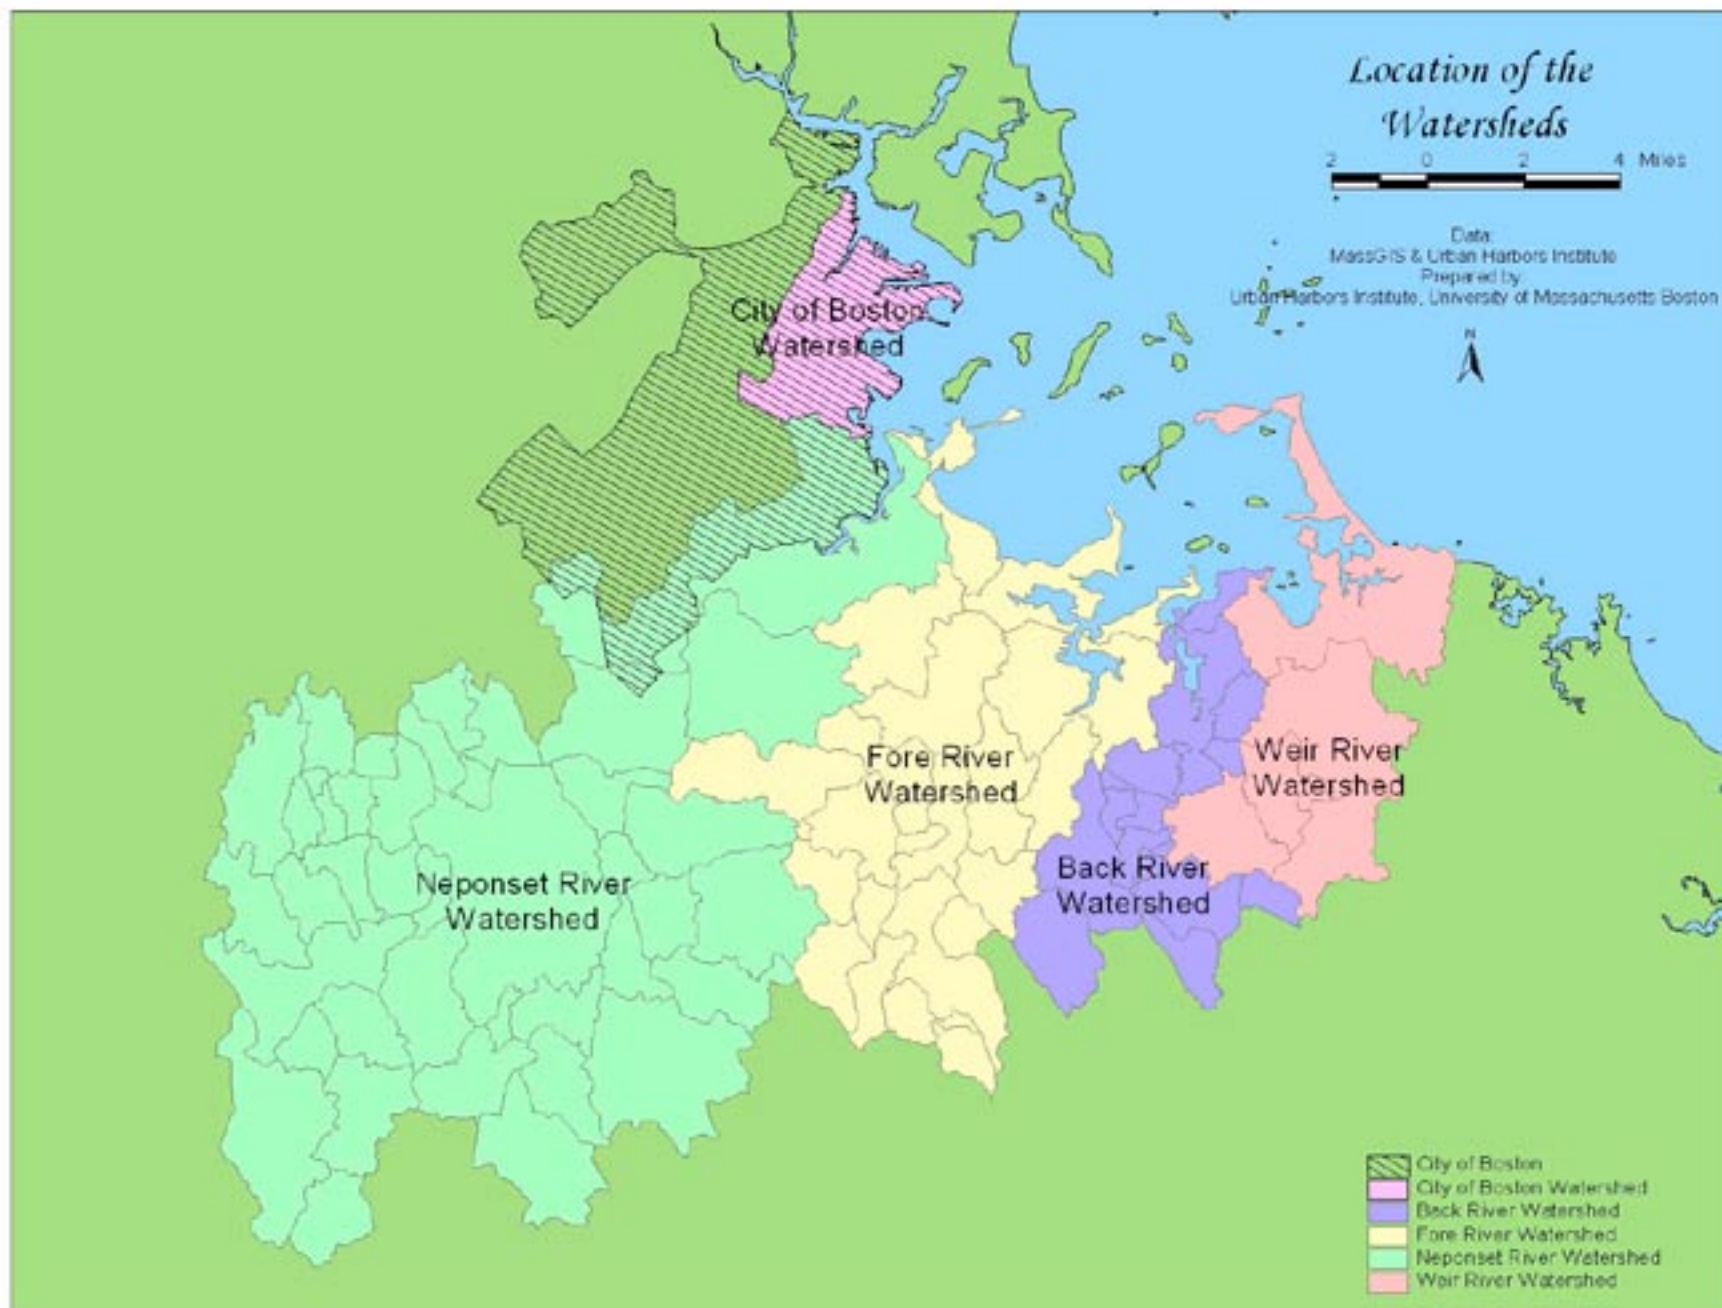 Location of the
Watersheds
2 0 2 4 Miles
Data:
MassGIS & Urban Harbors Institute
Prepared by:
Urban Harbors Institute, University of Massachusetts Boston
N
City of Boston
Watershed
Fore River
Watershed
Weir River
Watershed
Back River
Watershed
Neponset River
Watershed
City of Boston
City of Boston Watershed
Back River Watershed
Fore River Watershed
Neponset River Watershed
Weir River Watershed